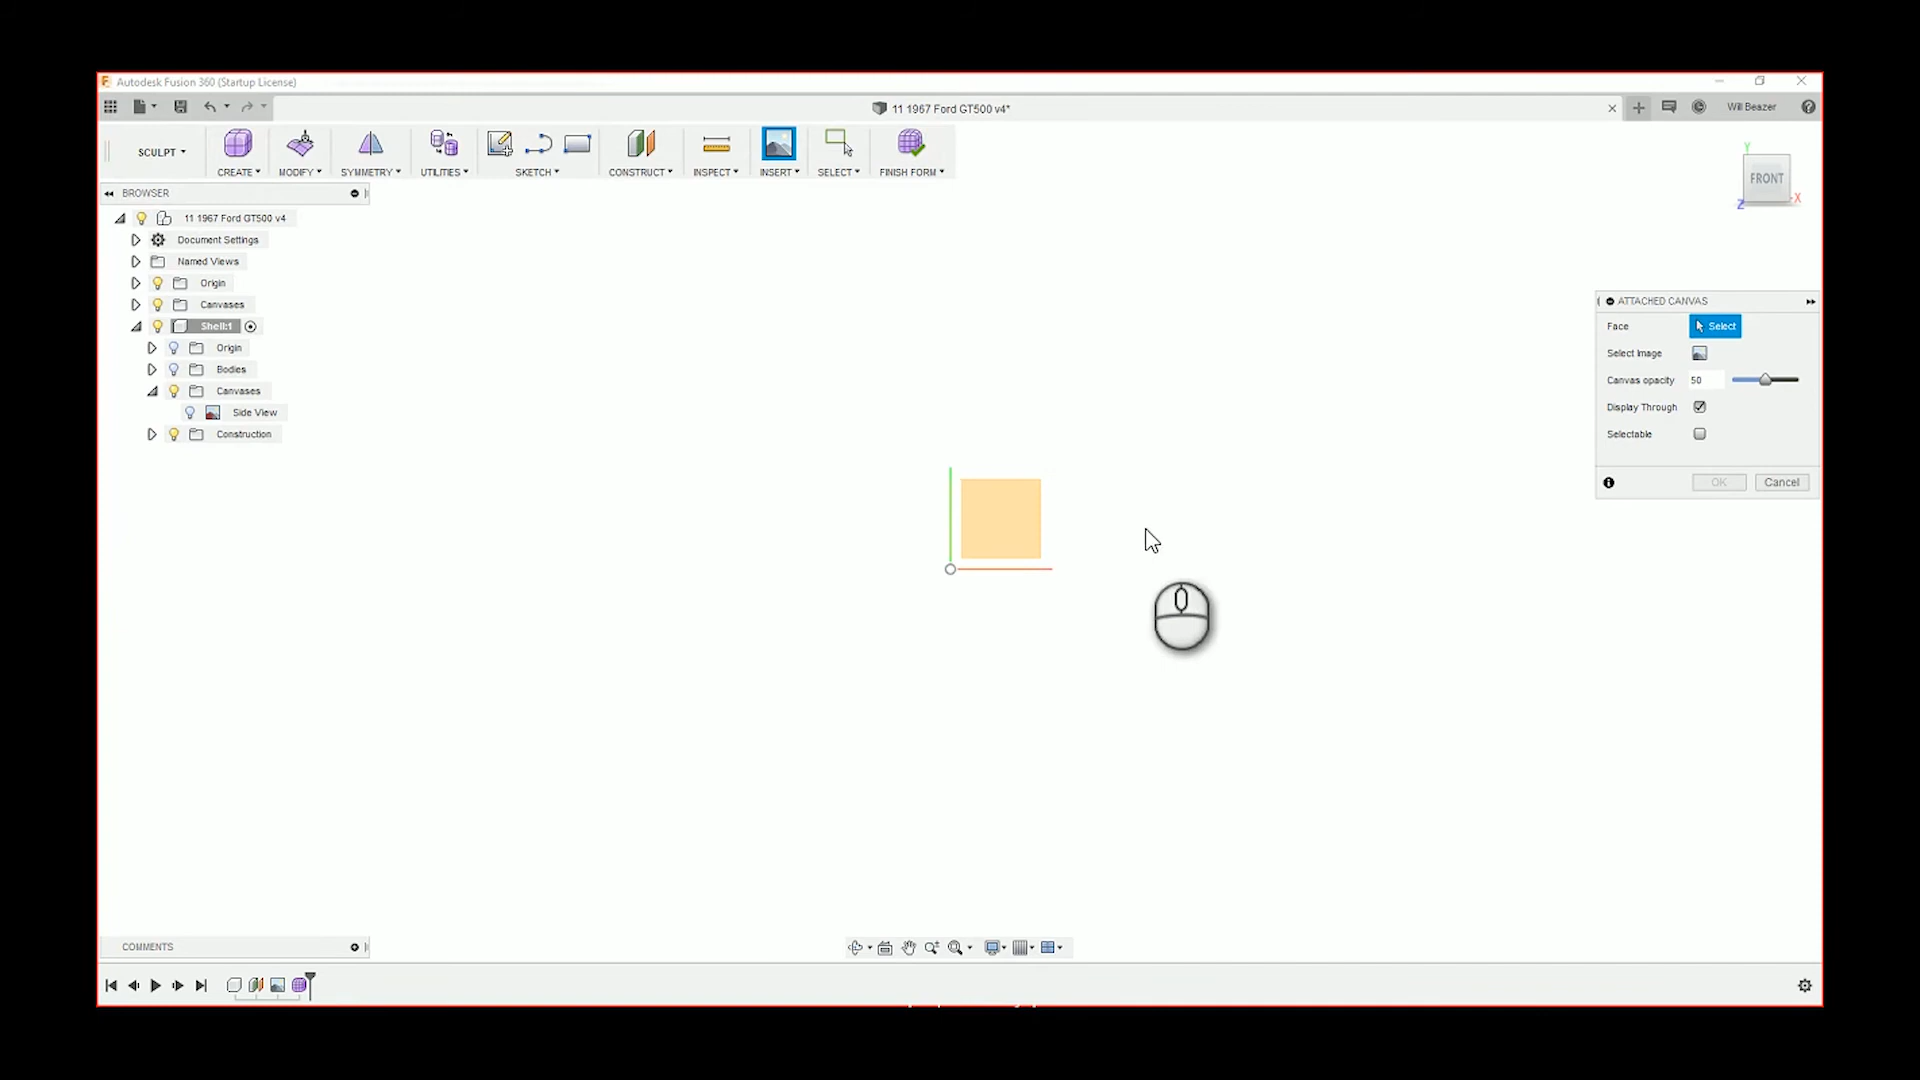 Autodesk Fusion 360 (Startup License)
11 1967 Ford GT500 v4*
Will Beazer
SCULPT
CREATE
MODIFY
SYMMETRY
UTILITIES
SKETCH
CONSTRUCT
INSPECT
INSERT
SELECT
FINISH FORM
Y
FRONT
Z
X
BROWSER
11 1967 Ford GT500 v4
Document Settings
Named Views
Origin
Canvases
Shell:1
Origin
Bodies
Canvases
Side View
Construction
ATTACHED CANVAS
Face Select
Select Image
Canvas opacity 50
Display Through
Selectable
OK Cancel
COMMENTS